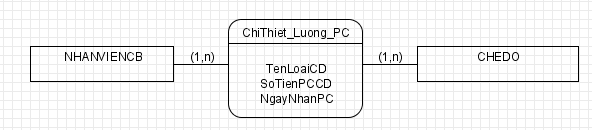 ChiThiet_Luong_PC
NHANVIENCB
(1,n)
(1,n)
CHEDO
TenLoaiCD
SoTienPCCD
NgayNhanPC